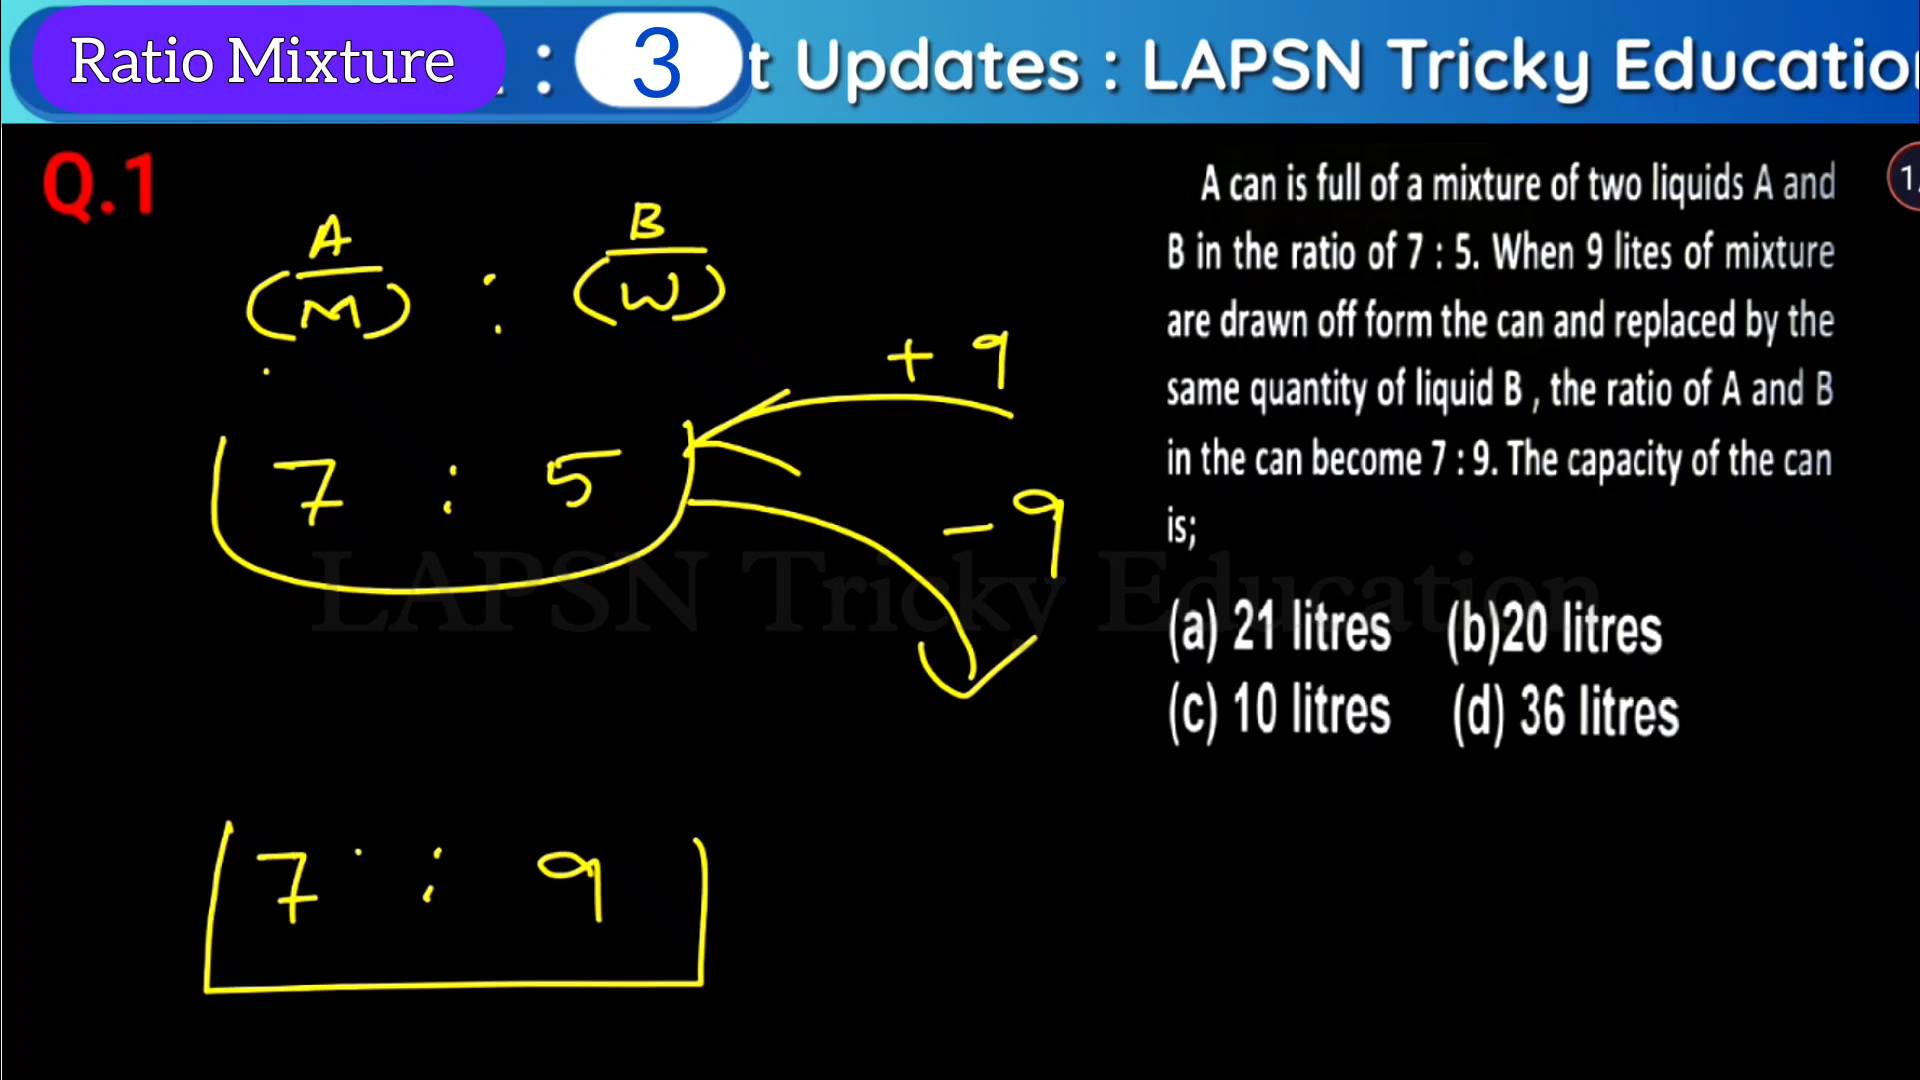 Ratio Mixture : 3 t Updates : LAPSN Tricky Education
Q.1
A can is full of a mixture of two liquids A and
B in the ratio of 7 : 5. When 9 lites of mixture
are drawn off form the can and replaced by the
same quantity of liquid B , the ratio of A and B
in the can become 7 : 9. The capacity of the can
is;
(a) 21 litres (b)20 litres
(c) 10 litres (d) 36 litres
A B
(M) : (W)
+ 9
7 : 5
- 9
LAPSN Tricky Education
7 : 9